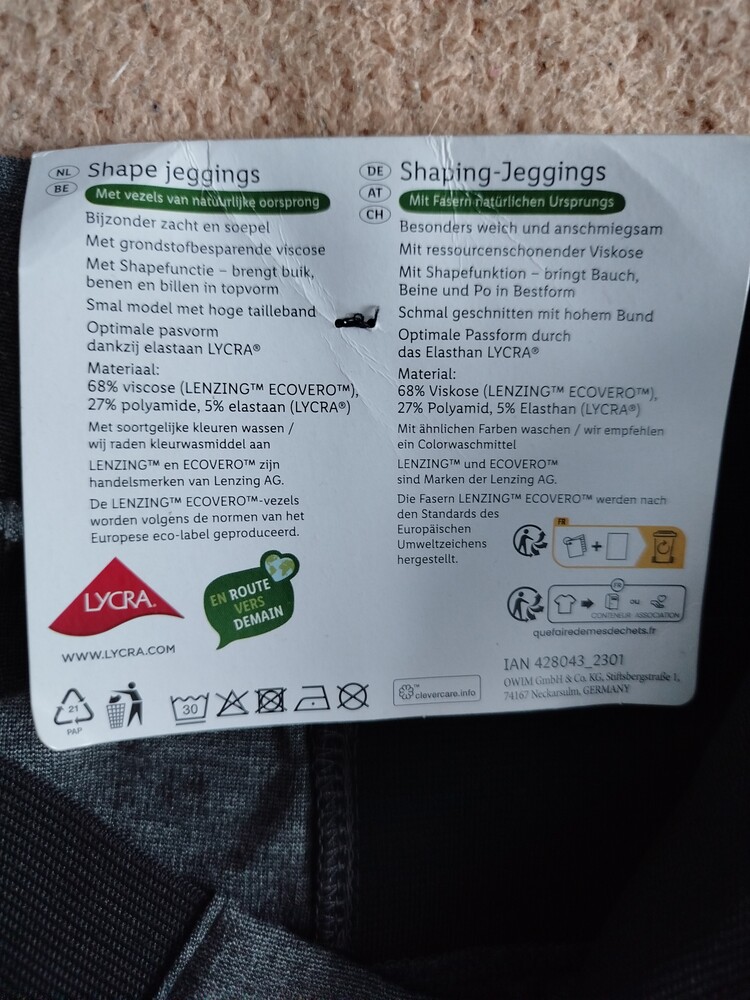 NL
BE
Shape jeggings
Met vezels van natuurlijke oorsprong
Bijzonder zacht en soepel
Met grondstofbesparende viscose
Met Shapefunctie – brengt buik,
benen en billen in topvorm
Smal model met hoge tailleband
Optimale pasvorm
dankzij elastaan LYCRA®
Materiaal:
68% viscose (LENZING™ ECOVERO™),
27% polyamide, 5% elastaan (LYCRA®)
Met soortgelijke kleuren wassen /
wij raden kleurwasmiddel aan
LENZING™ en ECOVERO™ zijn
handelsmerken van Lenzing AG.
De LENZING™ ECOVERO™-vezels
worden volgens de normen van het
Europese eco-label geproduceerd.
LYCRA.
WWW.LYCRA.COM
EN ROUTE
VERS
DEMAIN
21
PAP
30
DE
AT
CH
Shaping-Jeggings
Mit Fasern natürlichen Ursprungs
Besonders weich und anschmiegsam
Mit ressourcenschonender Viskose
Mit Shapefunktion – bringt Bauch,
Beine und Po in Bestform
Schmal geschnitten mit hohem Bund
Optimale Passform durch
das Elasthan LYCRA®
Material:
68% Viskose (LENZING™ ECOVERO™),
27% Polyamid, 5% Elasthan (LYCRA®)
Mit ähnlichen Farben waschen / wir empfehlen
ein Colorwaschmittel
LENZING™ und ECOVERO™
sind Marken der Lenzing AG.
Die Fasern LENZING™ ECOVERO™ werden nach
den Standards des
Europäischen
Umweltzeichens
hergestellt.
FR
+
FR
OU
CONTENEUR ASSOCIATION
quefairedemesdechets.fr
clevercare.info
IAN 428043_2301
OWIM GmbH & Co. KG, Stiftsbergstraße 1,
74167 Neckarsulm, GERMANY